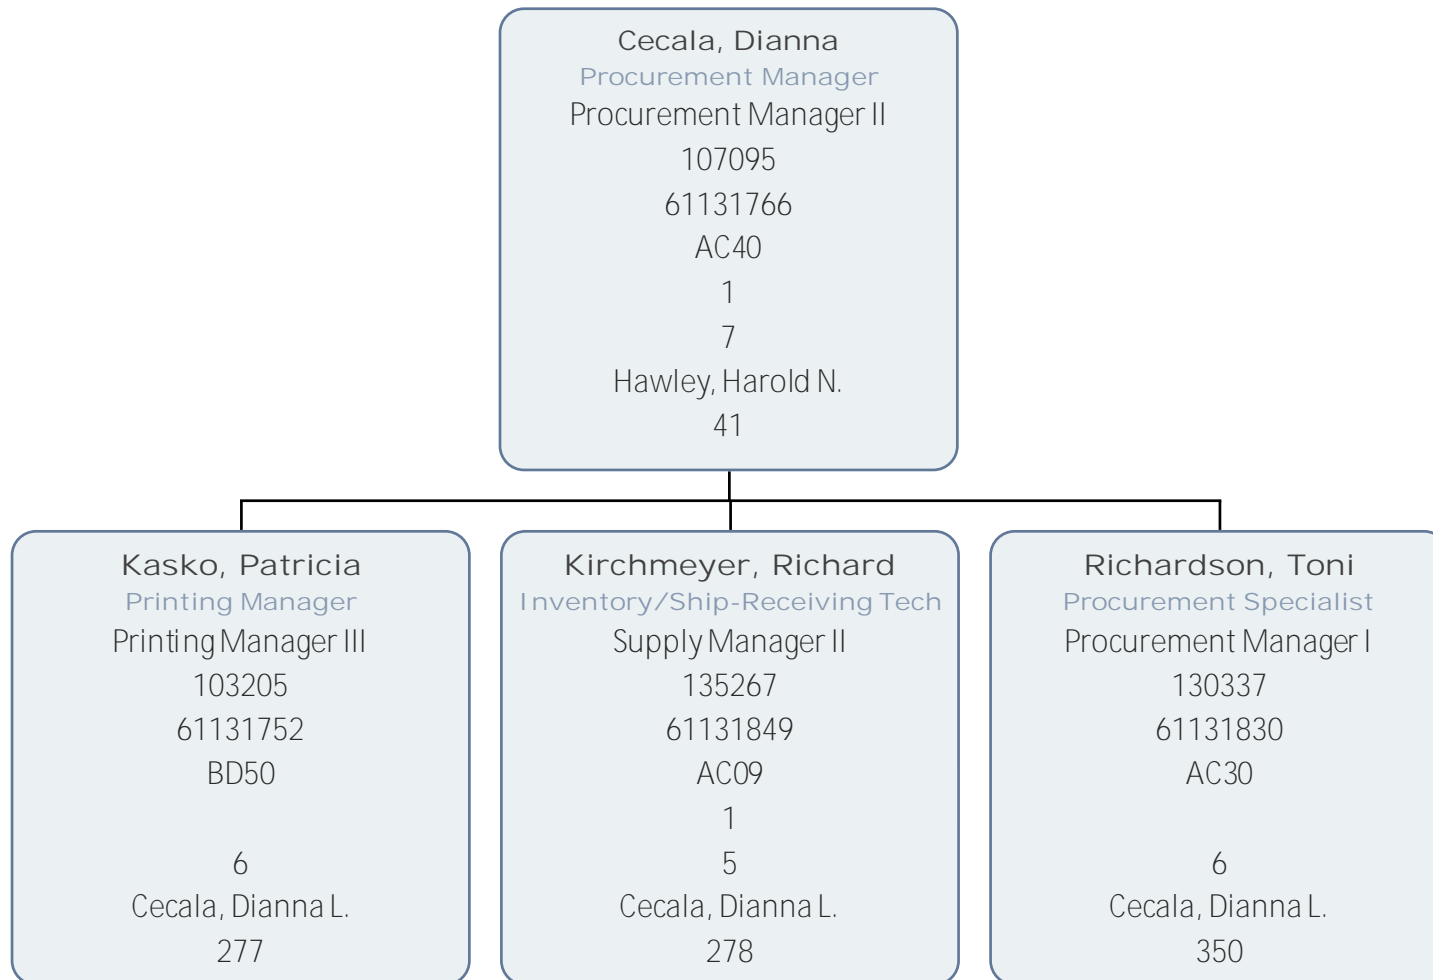 Cecala, Dianna
Procurement Manager
Procurement Manager II
107095
61131766
AC40
1
7
Hawley, Harold N.
41
Kasko, Patricia
Printing Manager
Printing Manager III
103205
61131752
BD50
6
Cecala, Dianna L.
277
Kirchmeyer, Richard
Inventory/Ship-Receiving Tech
Supply Manager II
135267
61131849
AC09
1
5
Cecala, Dianna L.
278
Richardson, Toni
Procurement Specialist
Procurement Manager I
130337
61131830
AC30
6
Cecala, Dianna L.
350